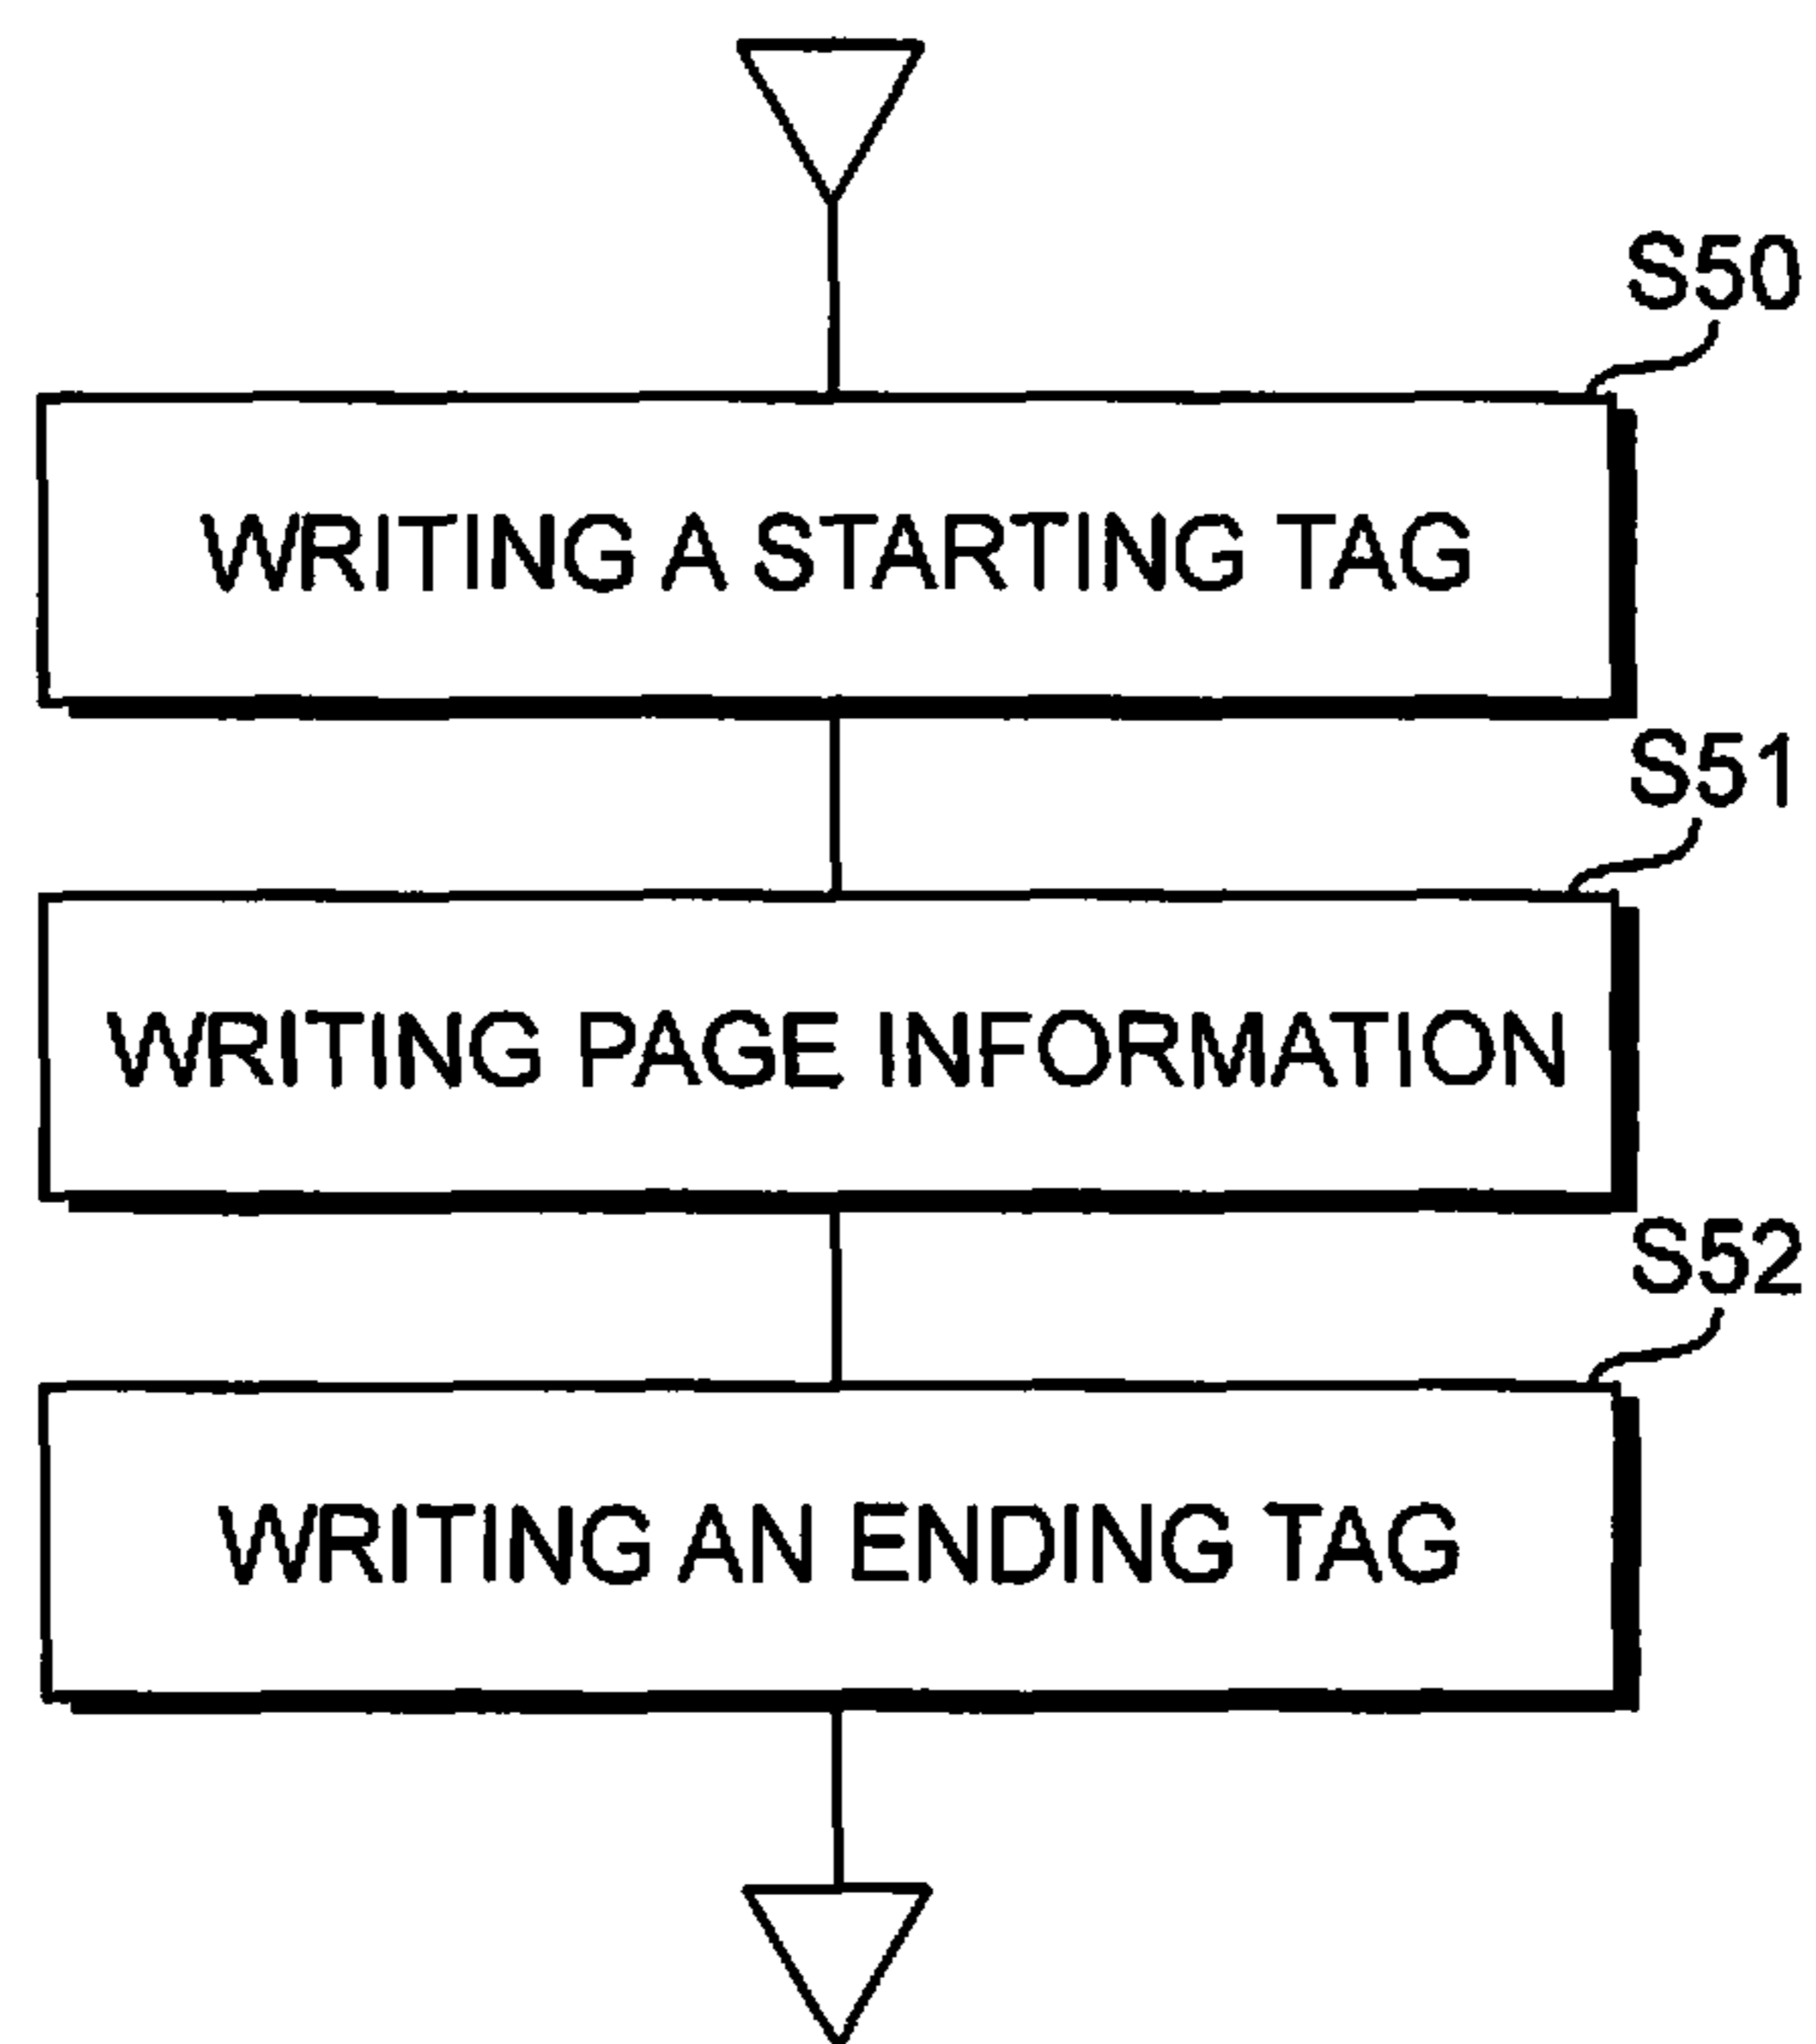 S50
WRITING A STARTING TAG
S51
WRITING PAGE INFORMATION
S52
WRITING AN ENDING TAG